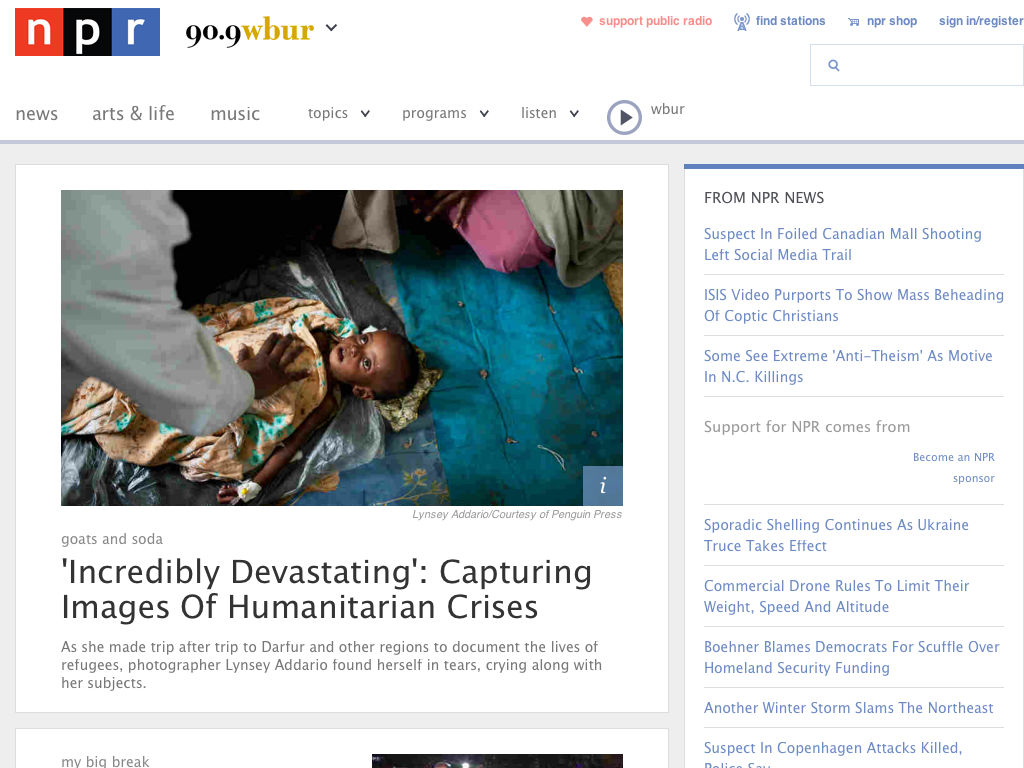 npr
90.9wbur
support public radio
find stations
npr shop
sign in/register
news
arts & life
music
topics
programs
listen
wbur
i
Lynsey Addario/Courtesy of Penguin Press
goats and soda
'Incredibly Devastating': Capturing
Images Of Humanitarian Crises
As she made trip after trip to Darfur and other regions to document the lives of
refugees, photographer Lynsey Addario found herself in tears, crying along with
her subjects.
my big break
FROM NPR NEWS
Suspect In Foiled Canadian Mall Shooting
Left Social Media Trail
ISIS Video Purports To Show Mass Beheading
Of Coptic Christians
Some See Extreme 'Anti-Theism' As Motive
In N.C. Killings
Support for NPR comes from
Become an NPR
sponsor
Sporadic Shelling Continues As Ukraine
Truce Takes Effect
Commercial Drone Rules To Limit Their
Weight, Speed And Altitude
Boehner Blames Democrats For Scuffle Over
Homeland Security Funding
Another Winter Storm Slams The Northeast
Suspect In Copenhagen Attacks Killed,
Police Say